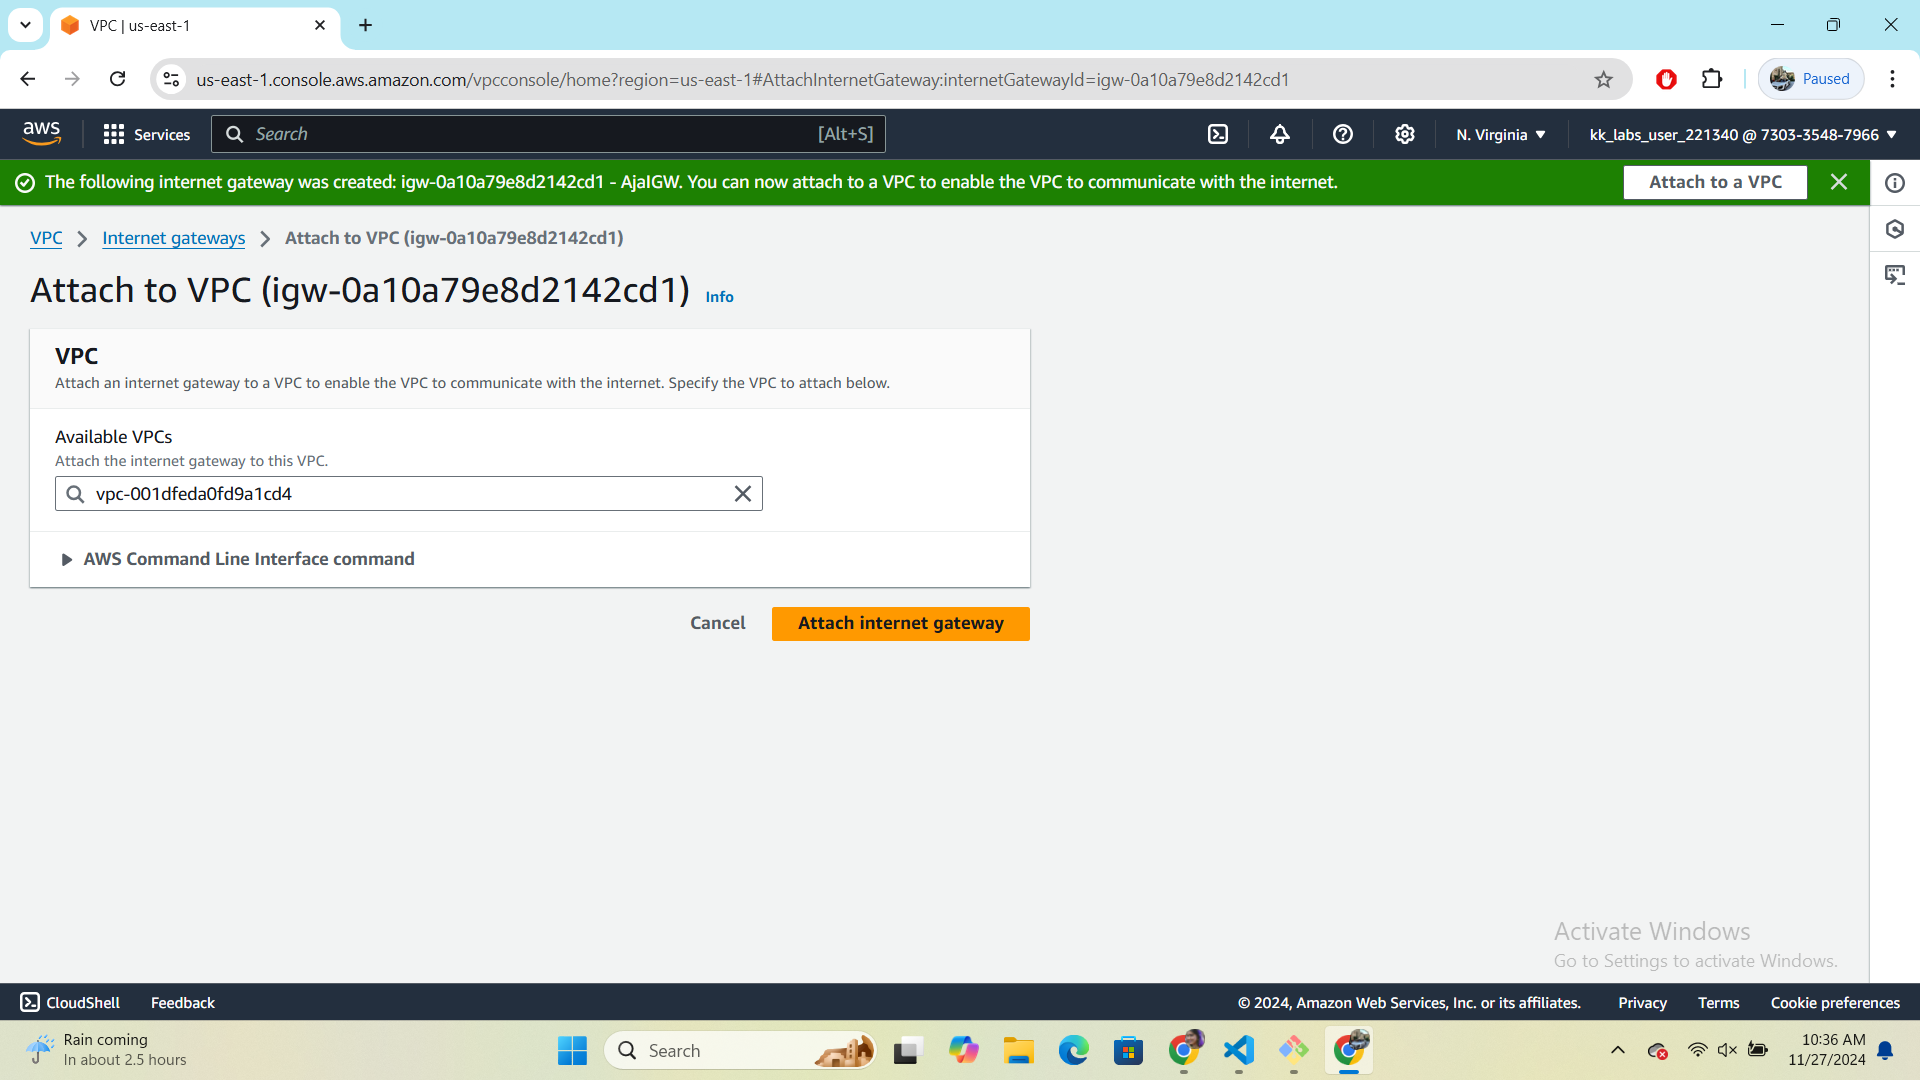 VPC | us-east-1
us-east-1.console.aws.amazon.com/vpcconsole/home?region=us-east-1#AttachInternetGateway:internetGatewayId=igw-0a10a79e8d2142cd1
Paused
aws
Services
Search
[Alt+S]
N. Virginia
kk_labs_user_221340 @ 7303-3548-7966
The following internet gateway was created: igw-0a10a79e8d2142cd1 - AjaIGW. You can now attach to a VPC to enable the VPC to communicate with the internet.
Attach to a VPC
VPC
Internet gateways
Attach to VPC (igw-0a10a79e8d2142cd1)
Attach to VPC (igw-0a10a79e8d2142cd1)
Info
VPC
Attach an internet gateway to a VPC to enable the VPC to communicate with the internet. Specify the VPC to attach below.
Available VPCs
Attach the internet gateway to this VPC.
vpc-001dfeda0fd9a1cd4
AWS Command Line Interface command
Cancel
Attach internet gateway
Activate Windows
Go to Settings to activate Windows.
CloudShell
Feedback
© 2024, Amazon Web Services, Inc. or its affiliates.
Privacy
Terms
Cookie preferences
Rain coming
In about 2.5 hours
Search
10:36 AM
11/27/2024